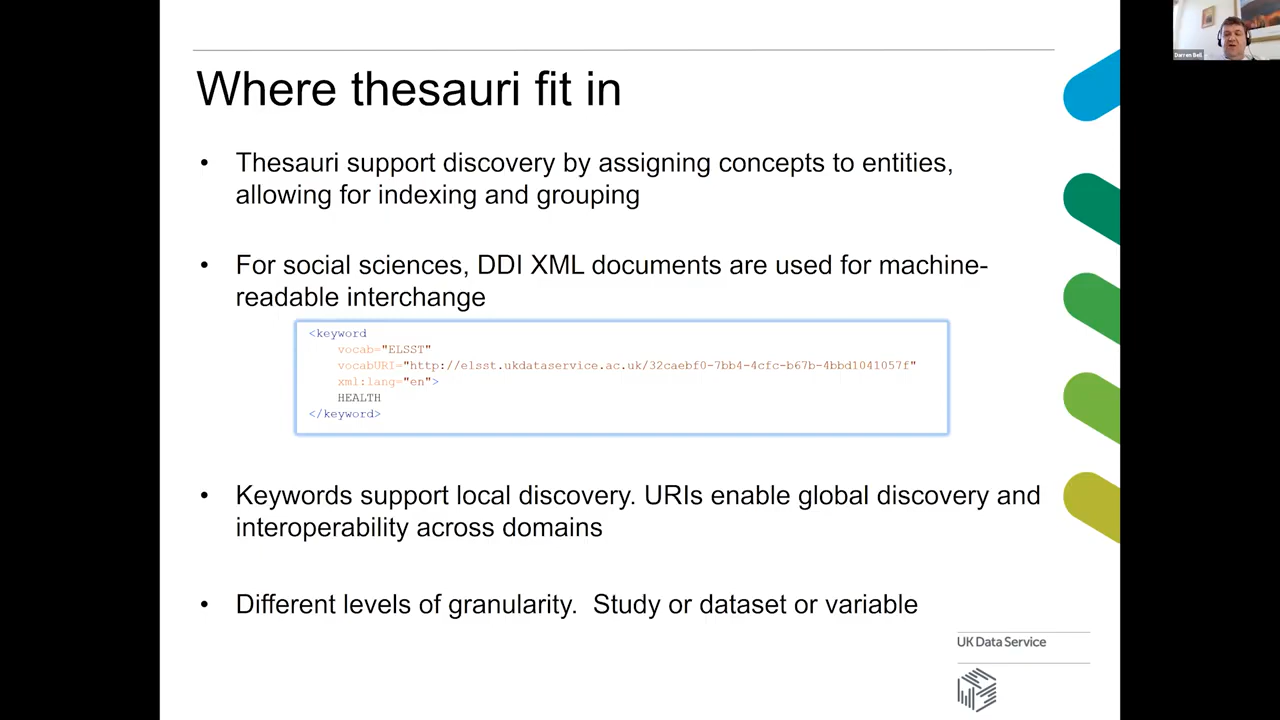 Where thesauri fit in
• Thesauri support discovery by assigning concepts to entities,
allowing for indexing and grouping
• For social sciences, DDI XML documents are used for machine-
readable interchange
<keyword
vocab="ELSST"
vocabURI="http://elsst.ukdataservice.ac.uk/32caebf0-7bb4-4cfc-b67b-4bbd1041057f"
xml:lang="en">
HEALTH
</keyword>
• Keywords support local discovery. URIs enable global discovery and
interoperability across domains
• Different levels of granularity.  Study or dataset or variable
UK Data Service
Darren Bell